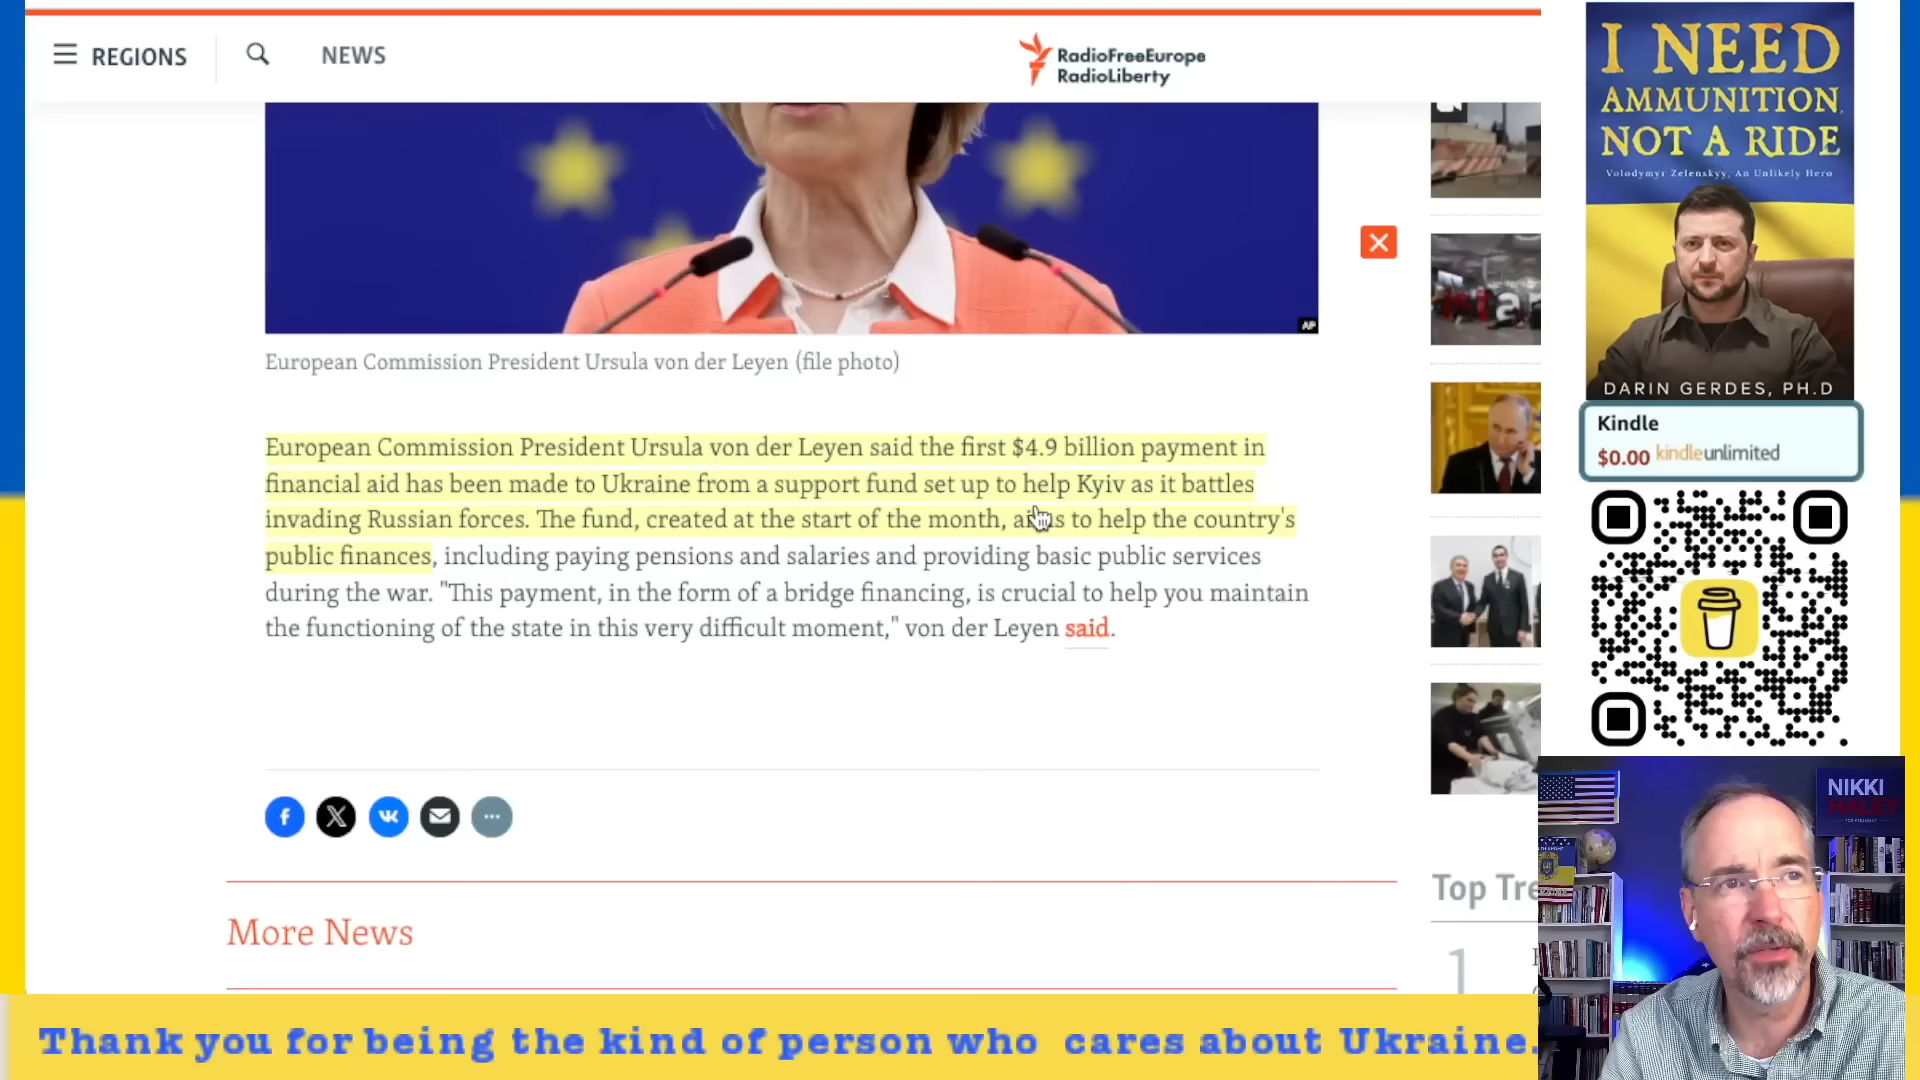 REGIONS
NEWS
RadioFreeEurope
RadioLiberty
AP
European Commission President Ursula von der Leyen (file photo)
European Commission President Ursula von der Leyen said the first $4.9 billion payment in
financial aid has been made to Ukraine from a support fund set up to help Kyiv as it battles
invading Russian forces. The fund, created at the start of the month, to help the country's
public finances, including paying pensions and salaries and providing basic public services
during the war. "This payment, in the form of a bridge financing, is crucial to help you maintain
the functioning of the state in this very difficult moment," von der Leyen said.
More News
Top Tre
1
I NEED
AMMUNITION,
NOT A RIDE
Volodymyr Zelenskyy, An Unlikely Hero
DARIN GERDES, PH.D
Kindle
$0.00 kindleunlimited
NIKKI
HALEY
FOR PRESIDENT
Thank you for being the kind of person who cares about Ukraine.